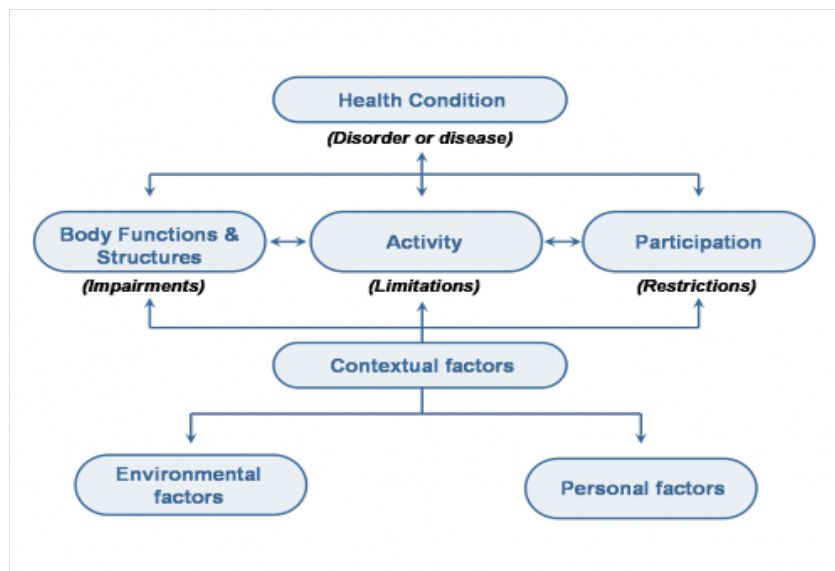 Health Condition
(Disorder or disease)
Body Functions &
Structures
Activity
Participation
(Impairments)
(Limitations)
(Restrictions)
Contextual factors
Environmental
factors
Personal factors